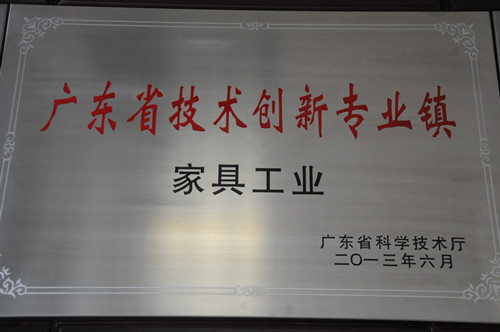 广东省技术创新专业镇
家具工业
广东省科学技术厅
二〇一三年六月